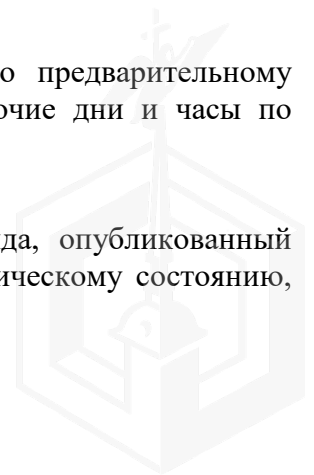 о предварительному
очие дни и часы по
да, опубликованный
ическому состоянию,